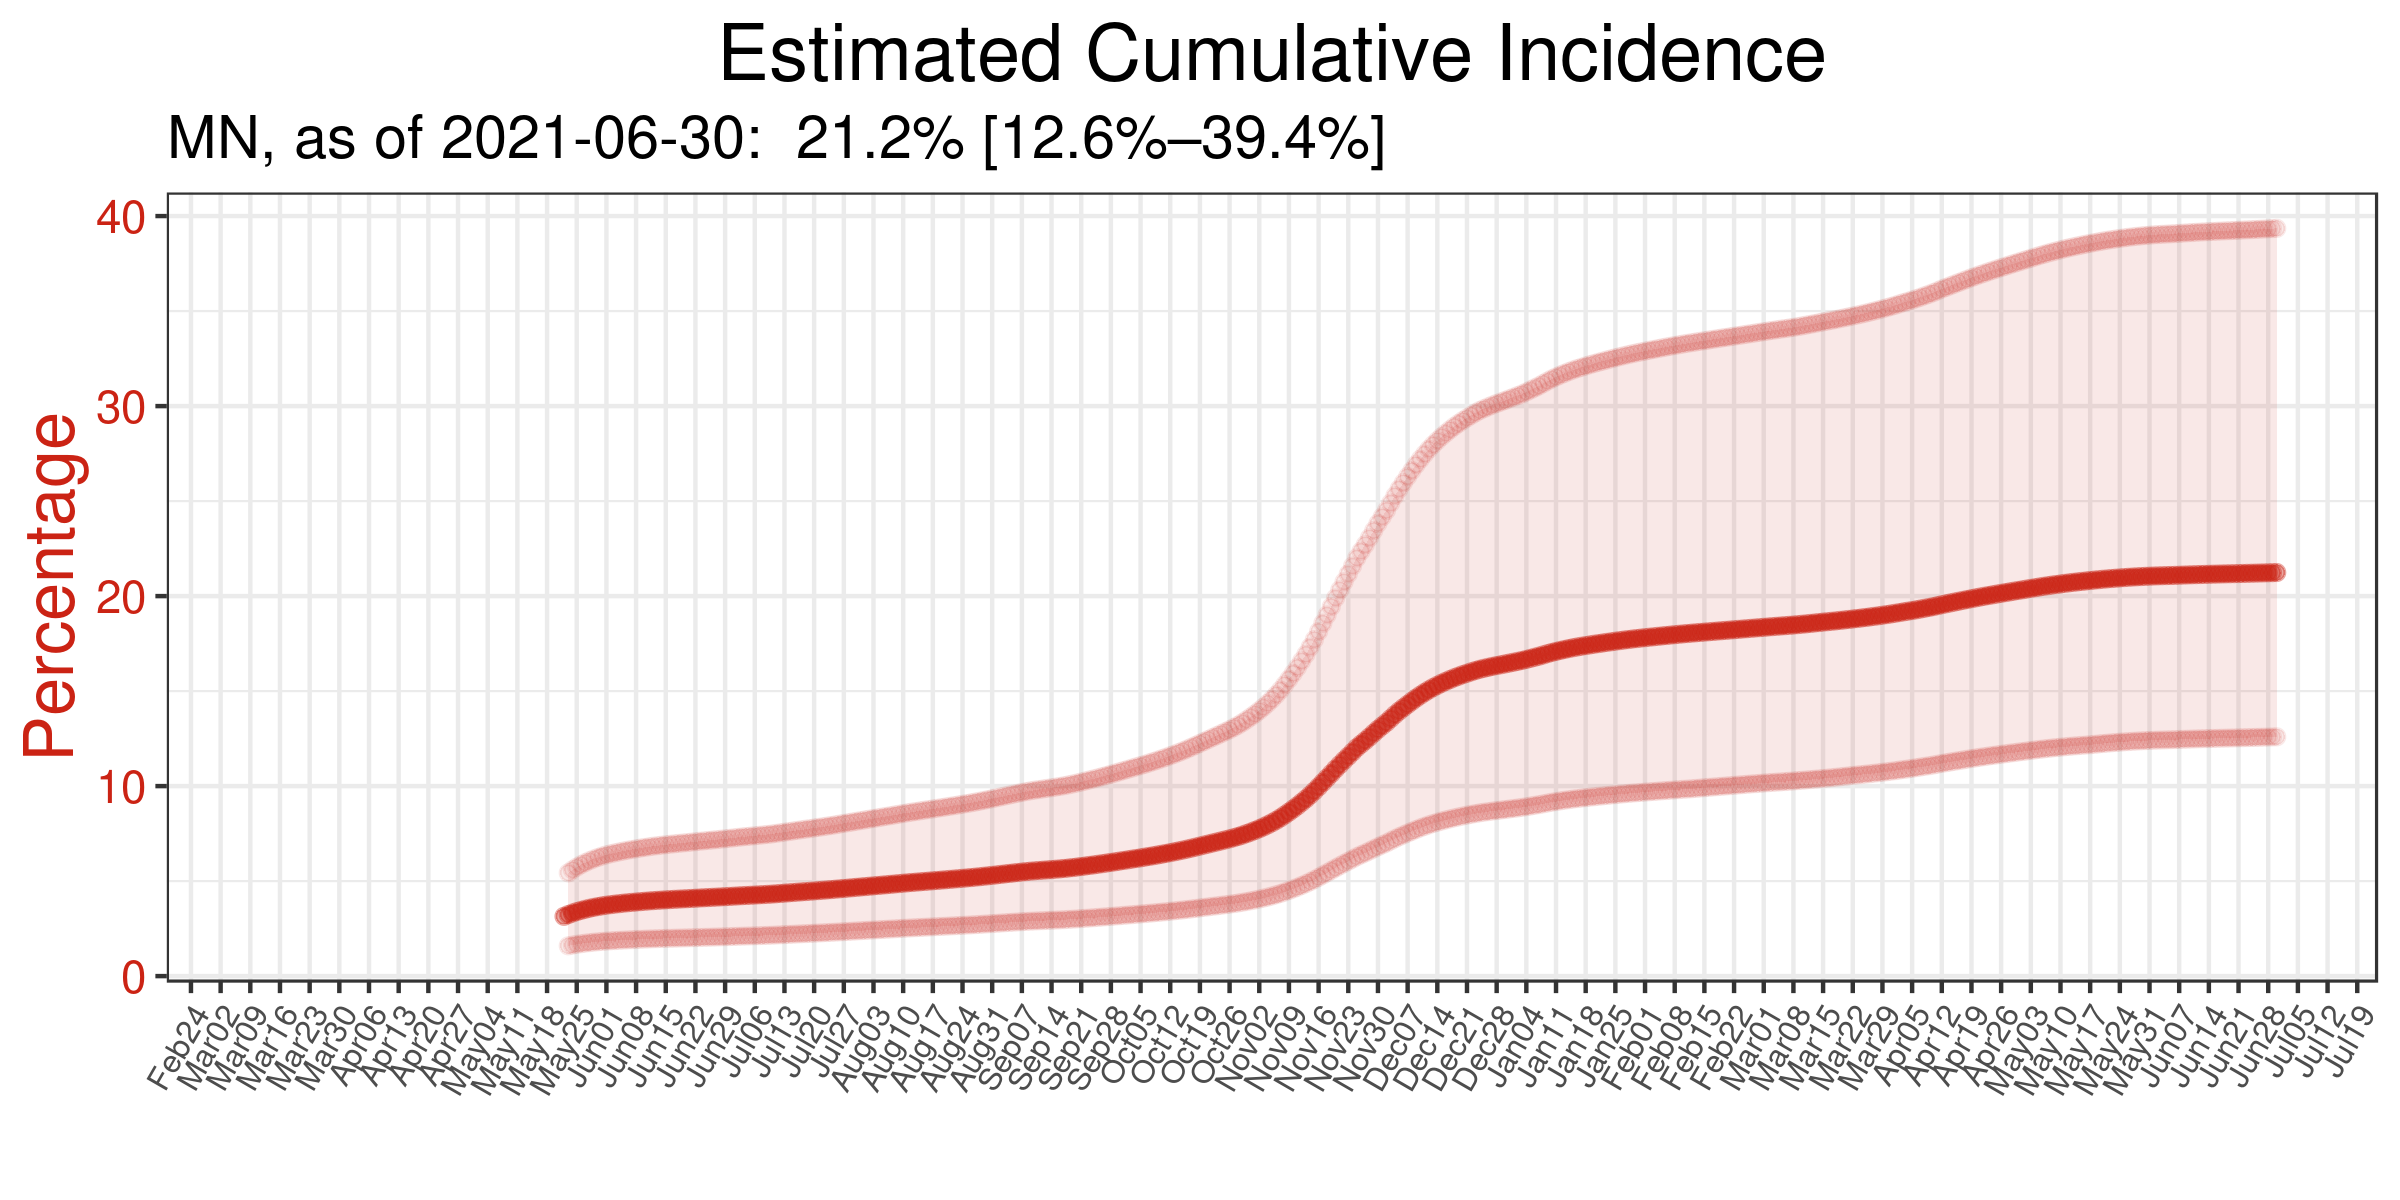 Estimated Cumulative Incidence
MN, as of 2021-06-30:  21.2% [12.6%–39.4%]
Percentage
40
30
20
10
0
Feb24
Mar02
Mar09
Mar16
Mar23
Mar30
Apr06
Apr13
Apr20
Apr27
May04
May11
May18
May25
Jun01
Jun08
Jun15
Jun22
Jun29
Jul06
Jul13
Jul20
Jul27
Aug03
Aug10
Aug17
Aug24
Aug31
Sep07
Sep14
Sep21
Sep28
Oct05
Oct12
Oct19
Oct26
Nov02
Nov09
Nov16
Nov23
Nov30
Dec07
Dec14
Dec21
Dec28
Jan04
Jan11
Jan18
Jan25
Feb01
Feb08
Feb15
Feb22
Mar01
Mar08
Mar15
Mar22
Mar29
Apr05
Apr12
Apr19
Apr26
May03
May10
May17
May24
May31
Jun07
Jun14
Jun21
Jun28
Jul05
Jul12
Jul19